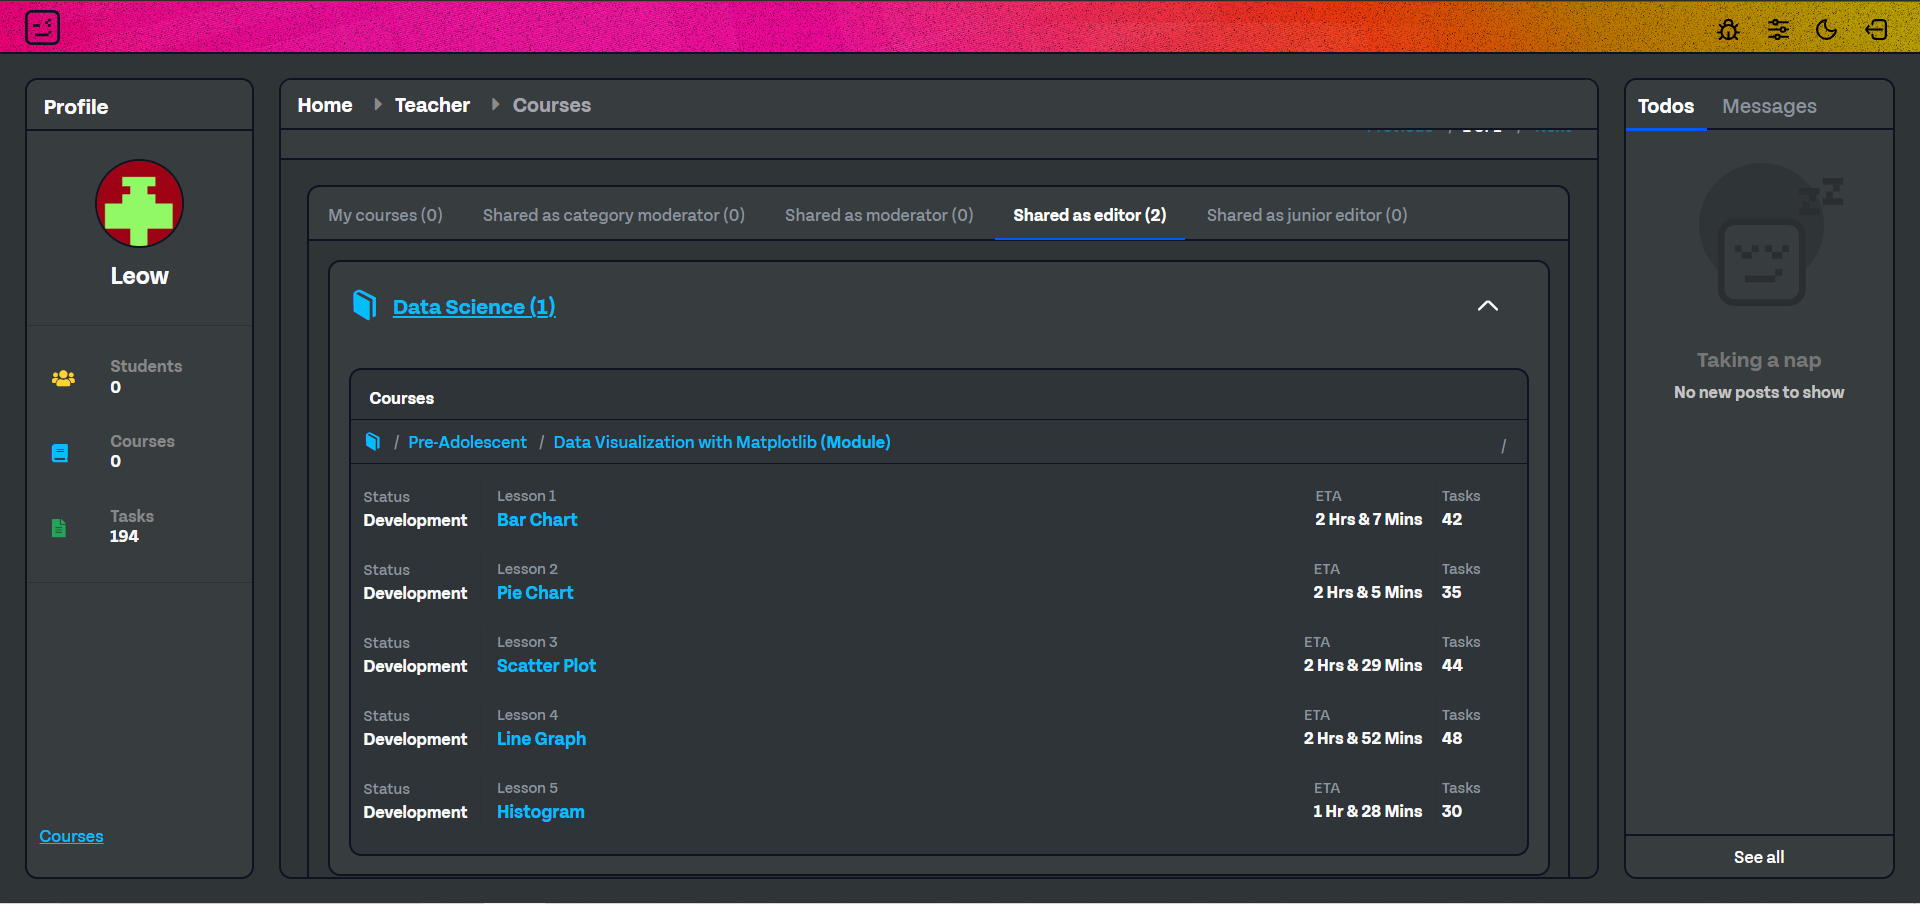 Profile
Leow
Students
0
Courses
0
Tasks
194
Courses
Home Teacher Courses
My courses (0) Shared as category moderator (0) Shared as moderator (0) Shared as editor (2) Shared as junior editor (0)
Data Science (1)
Courses
/ Pre-Adolescent / Data Visualization with Matplotlib (Module) /
Status Lesson 1 ETA Tasks
Development Bar Chart 2 Hrs & 7 Mins 42
Status Lesson 2 ETA Tasks
Development Pie Chart 2 Hrs & 5 Mins 35
Status Lesson 3 ETA Tasks
Development Scatter Plot 2 Hrs & 29 Mins 44
Status Lesson 4 ETA Tasks
Development Line Graph 2 Hrs & 52 Mins 48
Status Lesson 5 ETA Tasks
Development Histogram 1 Hr & 28 Mins 30
Todos Messages
Taking a nap
No new posts to show
See all